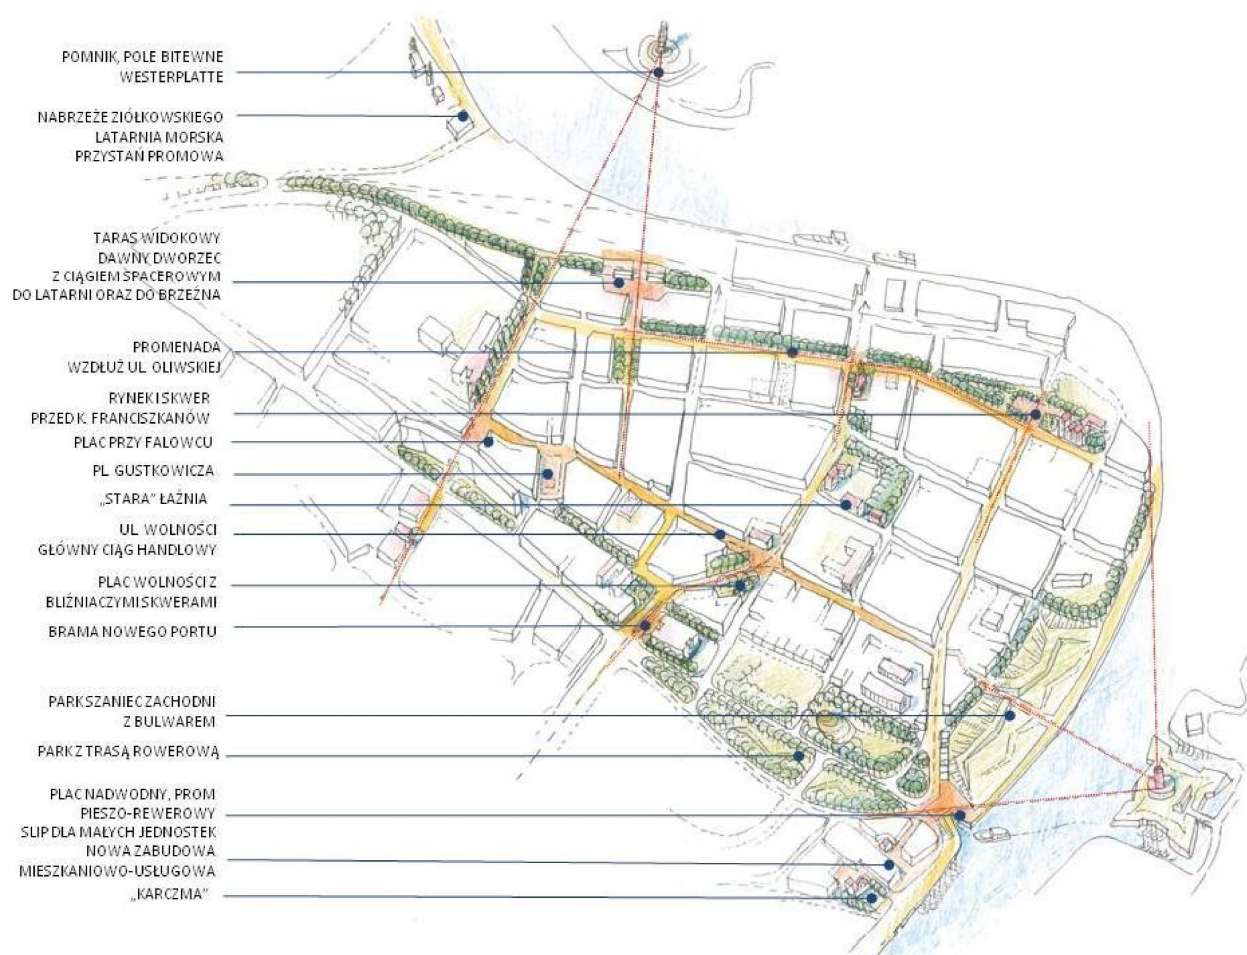 POMNIK, POLE BITEWNE
WESTERPLATTE
NABRZEŻE ZIÓŁKOWSKIEGO
LATARNIA MORSKA
PRZYSTAŃ PROMOWA
TARAS WIDOKOWY
DAWNY DWORZEC
Z CIĄGIEM SPACEROWYM
DO LATARNI ORAZ DO BRZEŹNA
PROMENADA
WZDŁUŻ UL. OLIWSKIEJ
RYNEK I SKWER
PRZED K. FRANCISZKANÓW
PLAC PRZY FALOWCU
PL. GUSTKOWICZA
„STARA" ŁAŹNIA
UL. WOLNOŚCI
GŁÓWNY CIĄG HANDLOWY
PLAC WOLNOŚCI Z
BLIŹNIACZYMI SKWERAMI
BRAMA NOWEGO PORTU
PARK SZANIEC ZACHODNI
Z BULWAREM
PARK Z TRASĄ ROWEROWĄ
PLAC NADWODNY, PROM
PIESZO-REWEROWY
SLIP DLA MAŁYCH JEDNOSTEK
NOWA ZABUDOWA
MIESZKANIOWO-USŁUGOWA
„KARCZMA"